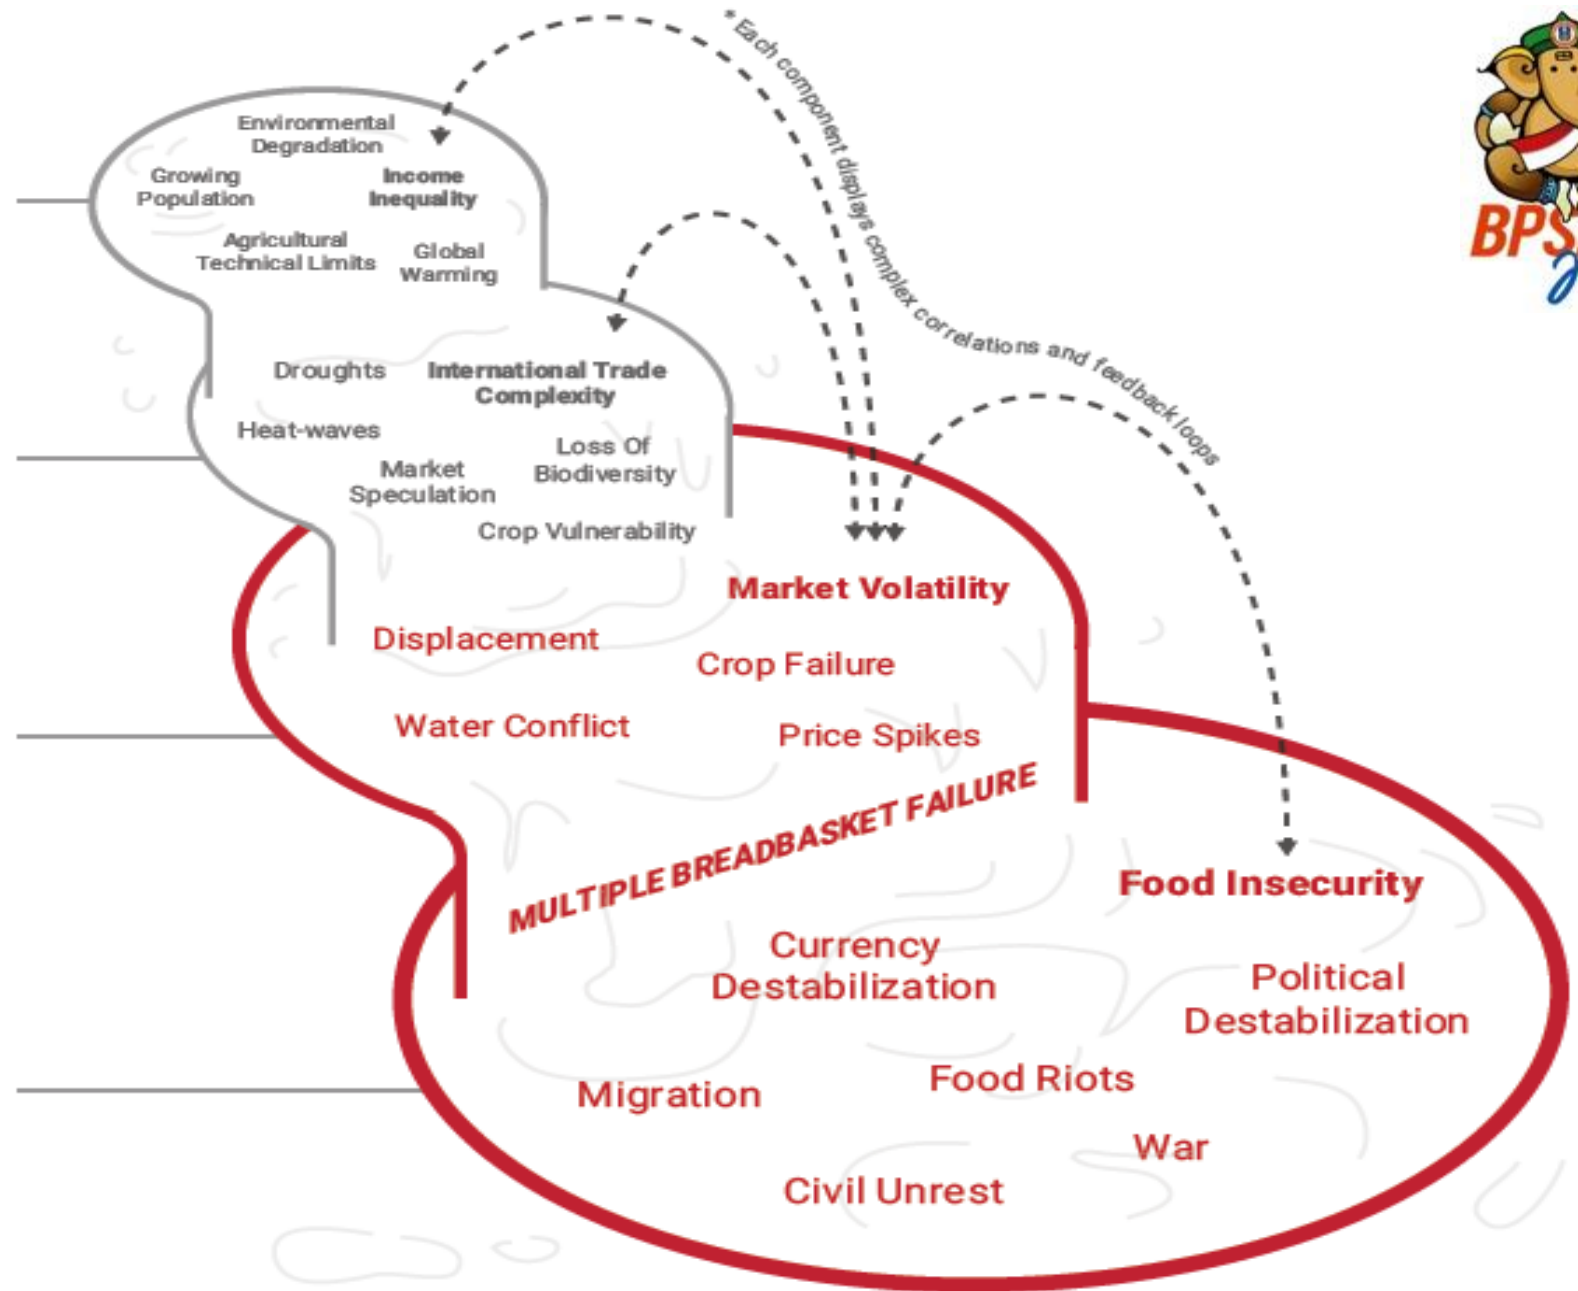 * Each component displays complex correlations and feedback loops
Environmental
Degradation
Growing
Population
Income
Inequality
Agricultural
Technical Limits
Global
Warming
Droughts
International Trade
Complexity
Heat-waves
Loss Of
Biodiversity
Market
Speculation
Crop Vulnerability
Market Volatility
Displacement
Crop Failure
Water Conflict
Price Spikes
MULTIPLE BREADBASKET FAILURE
Food Insecurity
Currency
Destabilization
Political
Destabilization
Migration
Food Riots
War
Civil Unrest